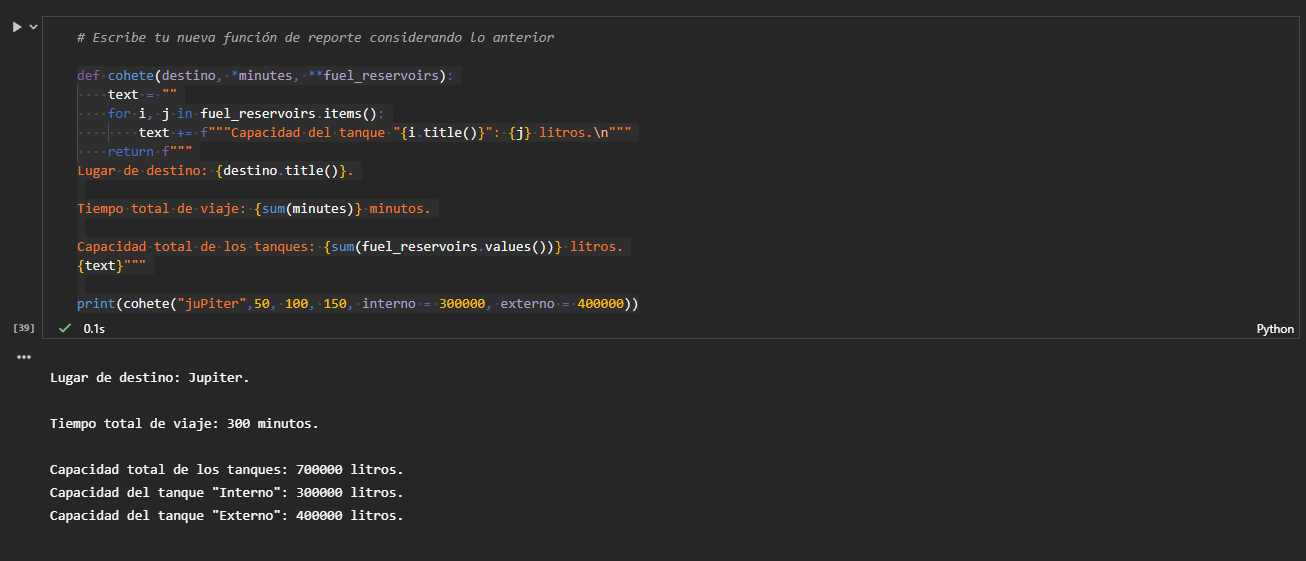 # Escribe tu nueva función de reporte considerando lo anterior
def cohete(destino, *minutes, **fuel_reservoirs):
    text = ""
    for i, j in fuel_reservoirs.items():
        text += f"""Capacidad del tanque "{i.title()}": {j} litros.\n"""
    return f"""
Lugar de destino: {destino.title()}.
Tiempo total de viaje: {sum(minutes)} minutos.
Capacidad total de los tanques: {sum(fuel_reservoirs.values())} litros.
{text}"""
print(cohete("juPiter",50, 100, 150, interno = 300000, externo = 400000))
[39] 0.1s Python
Lugar de destino: Jupiter.
Tiempo total de viaje: 300 minutos.
Capacidad total de los tanques: 700000 litros.
Capacidad del tanque "Interno": 300000 litros.
Capacidad del tanque "Externo": 400000 litros.